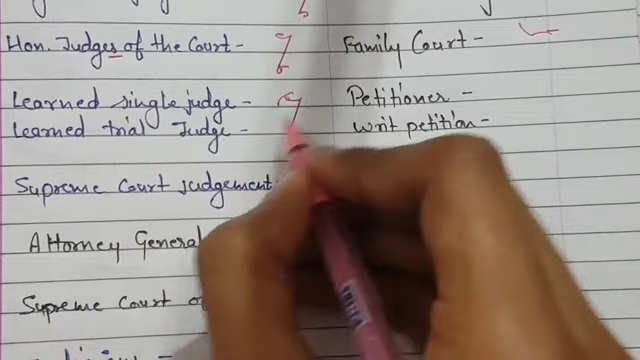 Hon. Judges of the Court - Family Court -
Learned single judge - Petitioner -
Learned trial Judge - writ petition -
Supreme Court judgement
Attorney General
Supreme Court